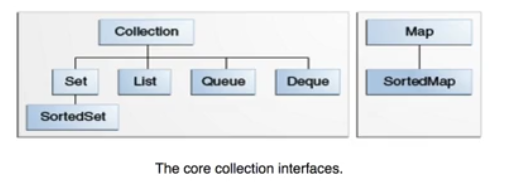 Collection
Map
Set
List
Queue
Deque
SortedMap
SortedSet
The core collection interfaces.